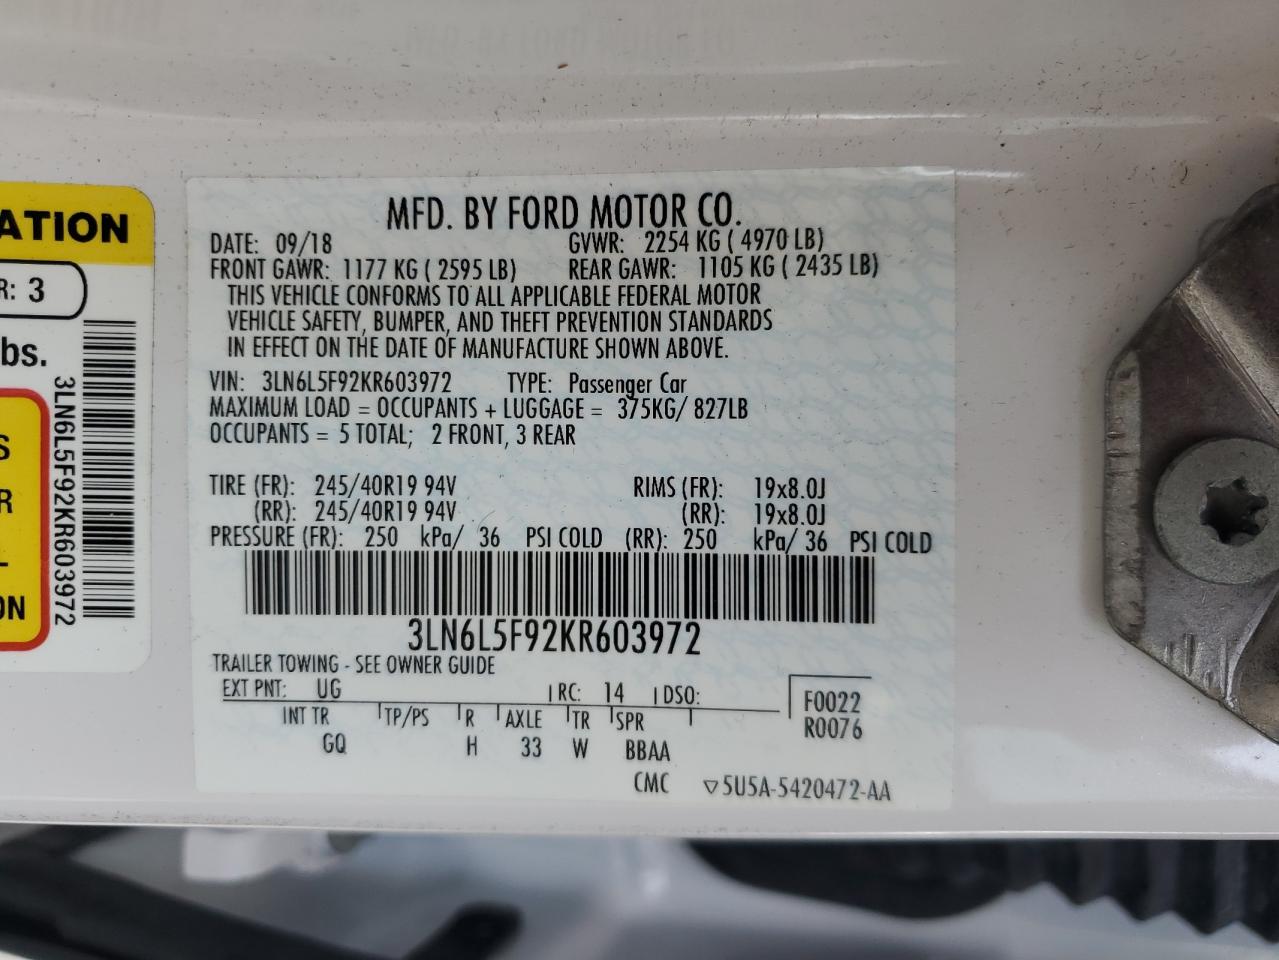 MFD. BY FORD MOTOR CO.
DATE: 09/18 GVWR: 2254 KG ( 4970 LB)
FRONT GAWR: 1177 KG ( 2595 LB) REAR GAWR: 1105 KG ( 2435 LB)
THIS VEHICLE CONFORMS TO ALL APPLICABLE FEDERAL MOTOR
VEHICLE SAFETY, BUMPER, AND THEFT PREVENTION STANDARDS
IN EFFECT ON THE DATE OF MANUFACTURE SHOWN ABOVE.
VIN: 3LN6L5F92KR603972 TYPE: Passenger Car
MAXIMUM LOAD = OCCUPANTS + LUGGAGE = 375KG/ 827LB
OCCUPANTS = 5 TOTAL; 2 FRONT, 3 REAR
TIRE (FR): 245/40R19 94V RIMS (FR): 19x8.0J
(RR): 245/40R19 94V (RR): 19x8.0J
PRESSURE (FR): 250 kPa/ 36 PSI COLD (RR): 250 kPa/ 36 PSI COLD
3LN6L5F92KR603972
TRAILER TOWING - SEE OWNER GUIDE
EXT PNT: UG RC: 14 DSO:
F0022
R0076
INT TR TP/PS R AXLE TR SPR
GQ H 33 W BBAA
CMC ▽5U5A-5420472-AA
ATION
R: 3
bs.
3LN6L5F92KR603972
S
R
L
ON